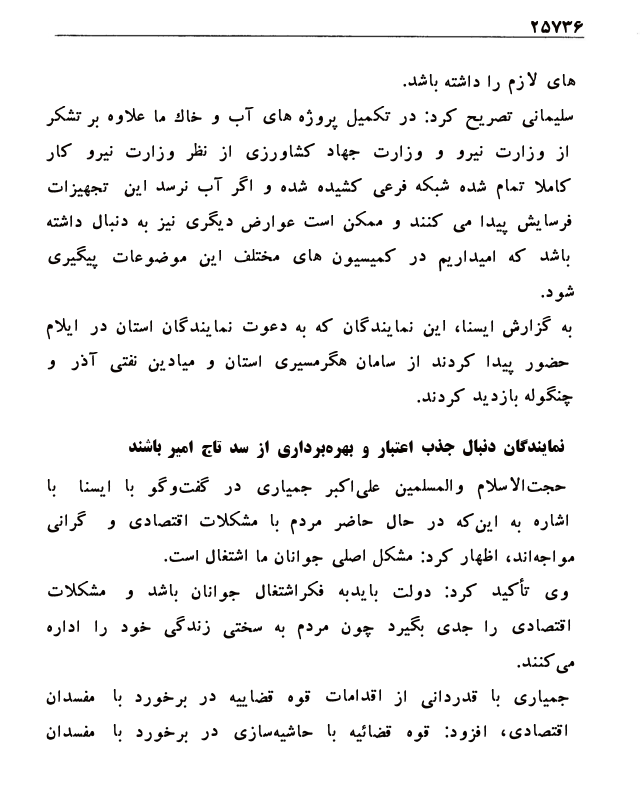 ۲۵۷۳۶
های لازم را داشته باشد.
سلیمانی تصریح کرد: در تکمیل پروژه های آب و خاك ما علاوه بر تشکر
از وزارت نیرو و وزارت جهاد کشاورزی از نظر وزارت نیرو کار
کاملا تمام شده شبکه فرعی کشیده شده و اگر آب نرسد این تجهیزات
فرسایش پیدا می کنند و ممکن است عوارض دیگری نیز به دنبال داشته
باشد که امیداریم در کمیسیون های مختلف این موضوعات پیگیری
شود.
به گزارش ایسنا، این نمایندگان که به دعوت نمایندگان استان در ایلام
حضور پیدا کردند از سامان هگرمسیری استان و میادین نفتی آذر و
چنگوله بازدید کردند.
نمایندگان دنبال جذب اعتبار و بهره‌برداری از سد تاج امیر باشند
حجت‌الاسلام والمسلمین علی‌اکبر جمیاری در گفت‌وگو با ایسنا با
اشاره به این‌که در حال حاضر مردم با مشکلات اقتصادی و گرانی
مواجه‌اند، اظهار کرد: مشکل اصلی جوانان ما اشتغال است.
وی تأکید کرد: دولت بایدبه فکراشتغال جوانان باشد و مشکلات
اقتصادی را جدی بگیرد چون مردم به سختی زندگی خود را اداره
می‌کنند.
جمیاری با قدردانی از اقدامات قوه قضاییه در برخورد با مفسدان
اقتصادی، افزود: قوه قضائیه با حاشیه‌سازی در برخورد با مفسدان